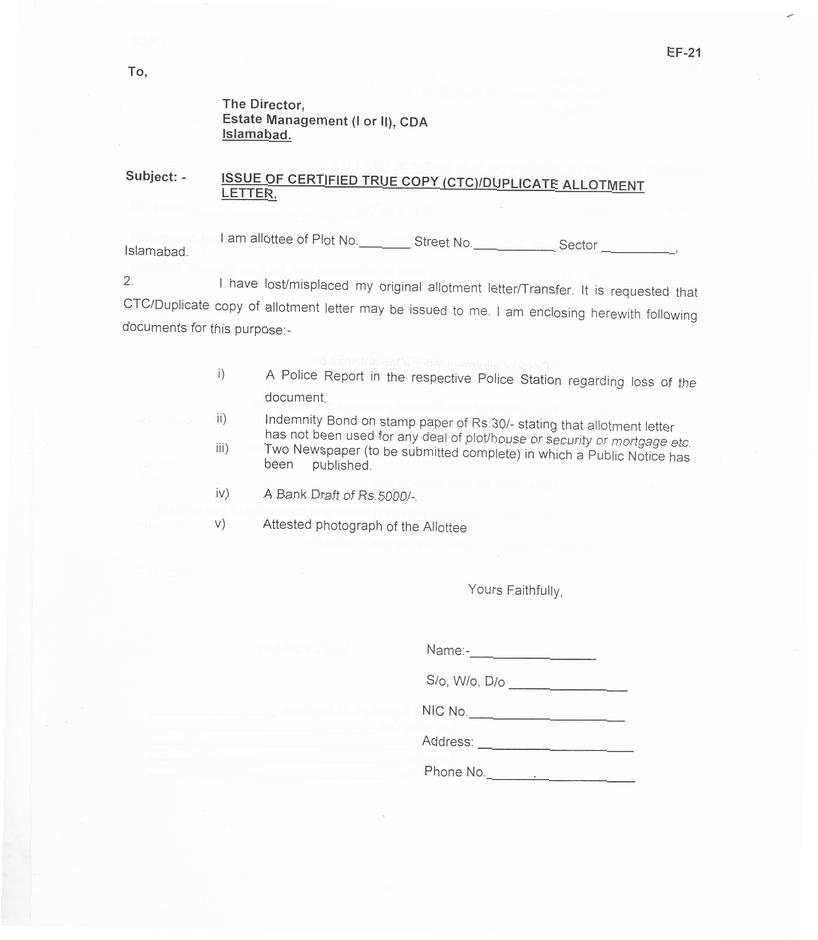 EF-21
To,
The Director,
Estate Management (I or II), CDA
Islamabad.
Subject: - ISSUE OF CERTIFIED TRUE COPY (CTC)/DUPLICATE ALLOTMENT
LETTER.
I am allottee of Plot No.________ Street No.____________ Sector ___________,
Islamabad.
2. I have lost/misplaced my original allotment letter/Transfer. It is requested that
CTC/Duplicate copy of allotment letter may be issued to me. I am enclosing herewith following
documents for this purpose:-
i) A Police Report in the respective Police Station regarding loss of the
document.
ii) Indemnity Bond on stamp paper of Rs.30/- stating that allotment letter
has not been used for any deal of plot/house or security or mortgage etc.
iii) Two Newspaper (to be submitted complete) in which a Public Notice has
been published.
iv) A Bank Draft of Rs.5000/-.
v) Attested photograph of the Allottee
Yours Faithfully,
Name:-__________________
S/o, W/o, D/o _________________
NIC No.______________________
Address: ______________________
Phone No._____________________